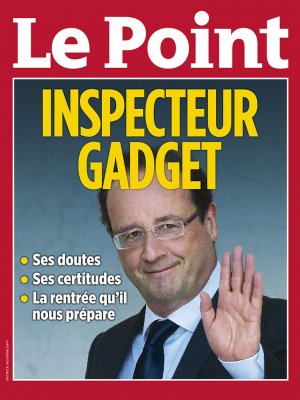 Le Point
INSPECTEUR
GADGET
• Ses doutes
• Ses certitudes
• La rentrée qu'il
nous prépare